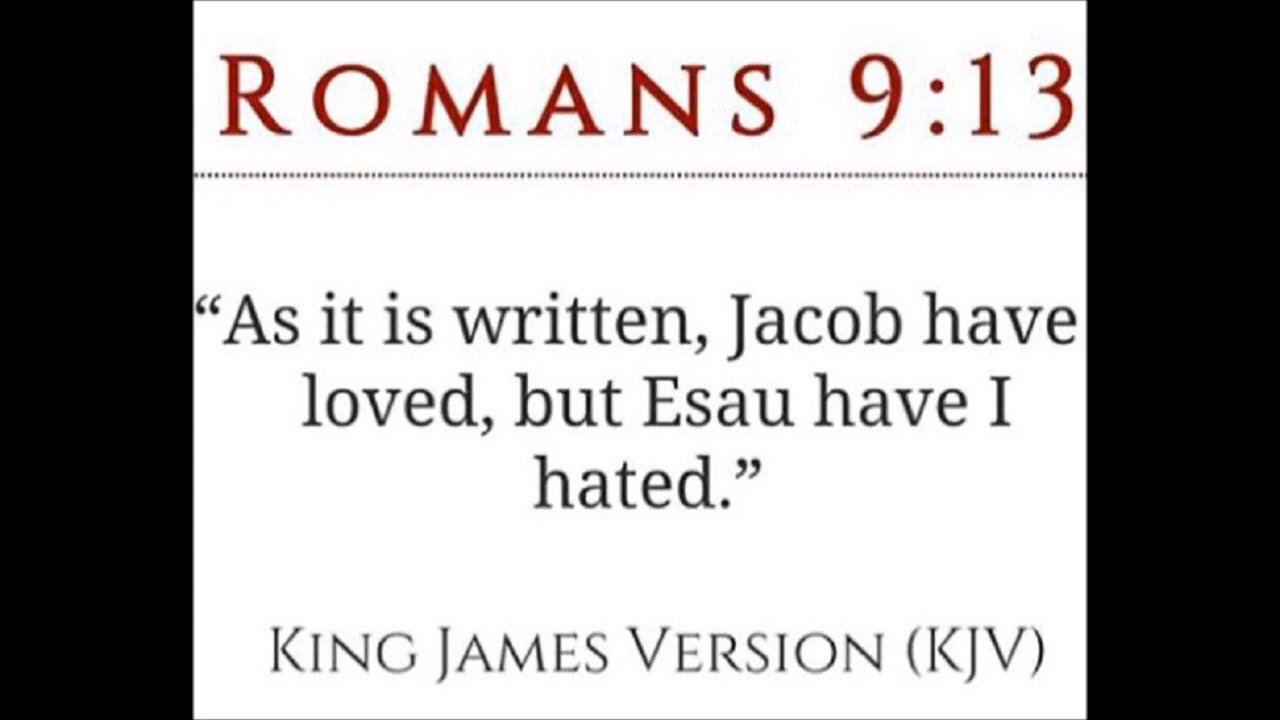 ROMANS 9:13
“As it is written, Jacob have
loved, but Esau have I
hated.”
KING JAMES VERSION (KJV)